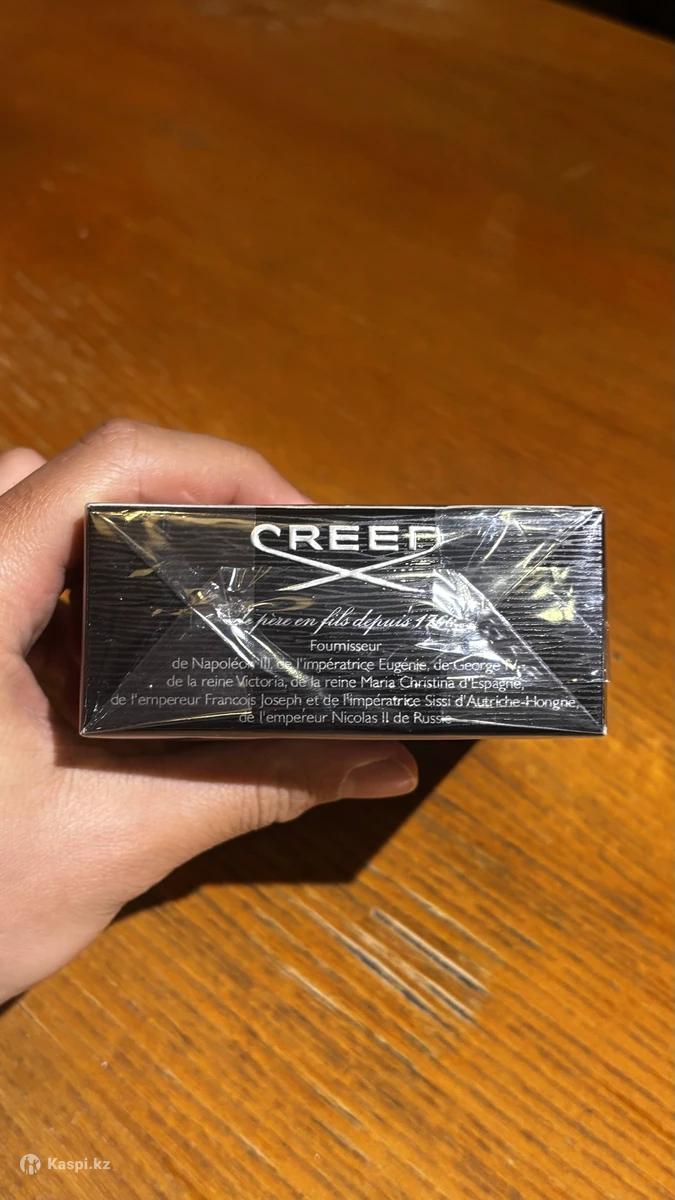 CREED
de père en fils depuis 1760
Fournisseur
de Napoléon III, de l'impératrice Eugénie, de George IV,
de la reine Victoria, de la reine Maria Christina d'Espagne,
de l'empereur François Joseph et de l'impératrice Sissi d'Autriche-Hongrie,
de l'empereur Nicolas II de Russie
Kaspi.kz